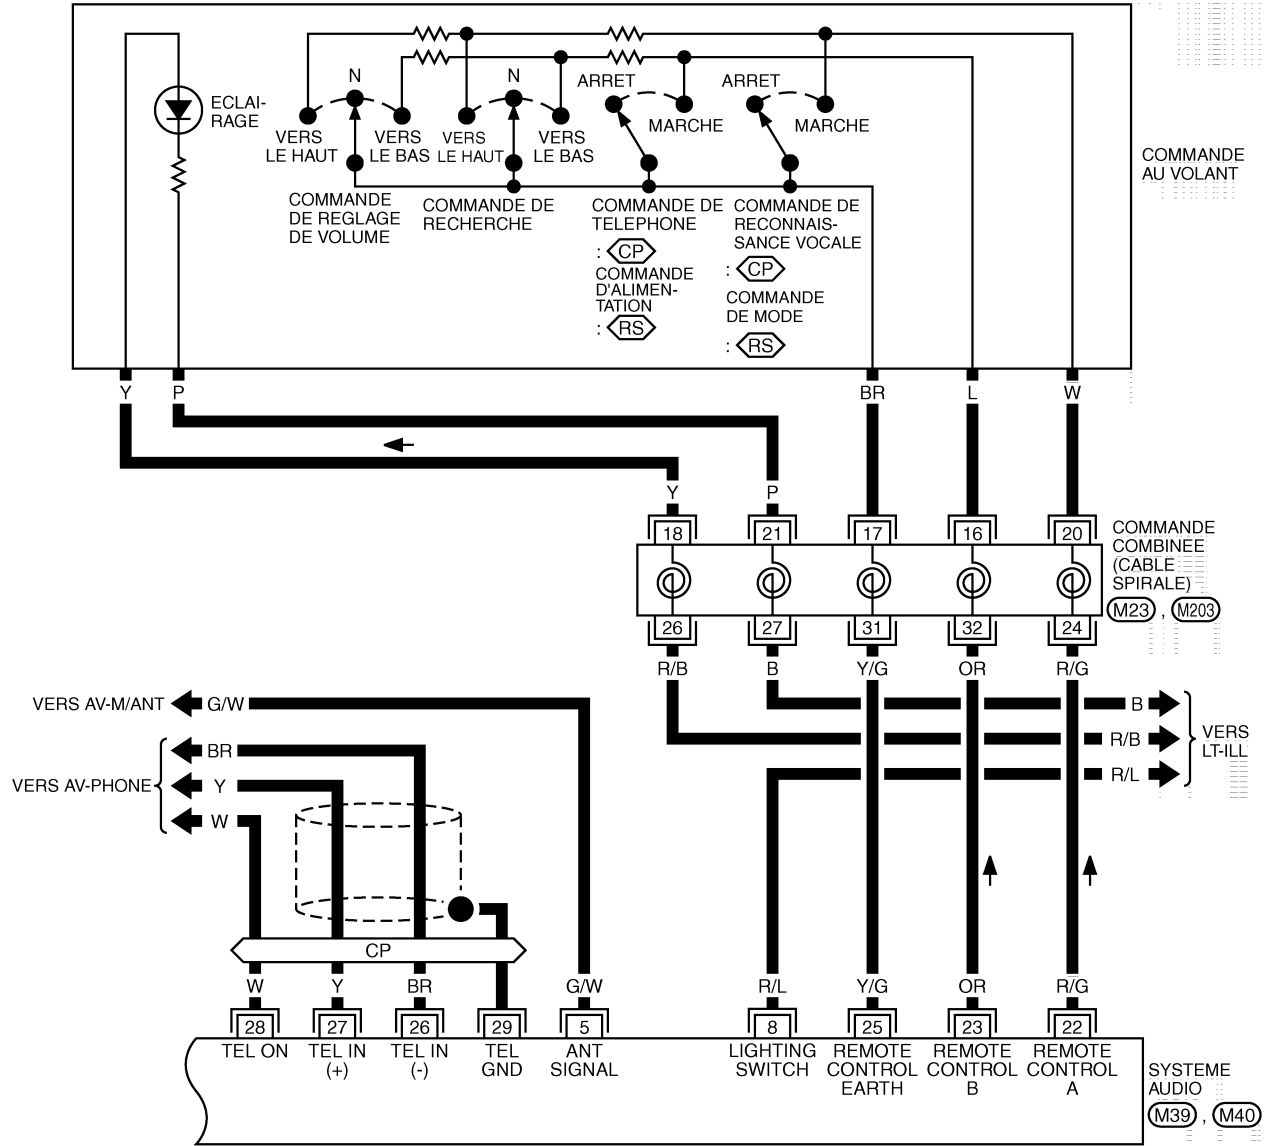 ECLAI-
RAGE
N
VERS
LE HAUT
VERS
LE BAS
COMMANDE
DE REGLAGE
DE VOLUME
N
VERS
LE HAUT
VERS
LE BAS
COMMANDE DE
RECHERCHE
ARRET
MARCHE
COMMANDE DE
TELEPHONE
: CP
COMMANDE
D'ALIMEN-
TATION
: RS
ARRET
MARCHE
COMMANDE DE
RECONNAIS-
SANCE VOCALE
: CP
COMMANDE
DE MODE
: RS
COMMANDE
AU VOLANT
Y P BR L W
Y P
18 21 17 16 20
COMMANDE
COMBINEE
(CABLE
SPIRALE)
M23 , M203
26 27 31 32 24
R/B B Y/G OR R/G
VERS AV-M/ANT G/W
B
R/B
R/L
VERS
LT-ILL
VERS AV-PHONE
BR
Y
W
CP
W Y BR G/W R/L Y/G OR R/G
28 27 26 29 5 8 25 23 22
TEL ON
TEL IN
(+)
TEL IN
(-)
TEL
GND
ANT
SIGNAL
LIGHTING
SWITCH
REMOTE
CONTROL
EARTH
REMOTE
CONTROL
B
REMOTE
CONTROL
A
SYSTEME
AUDIO
M39 , M40